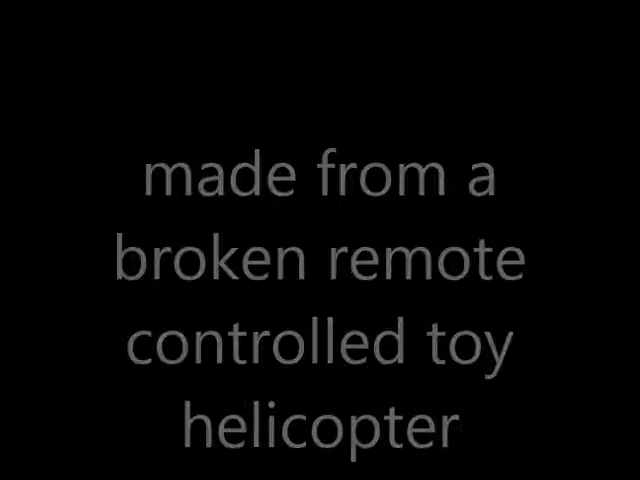 made from a
broken remote
controlled toy
helicopter